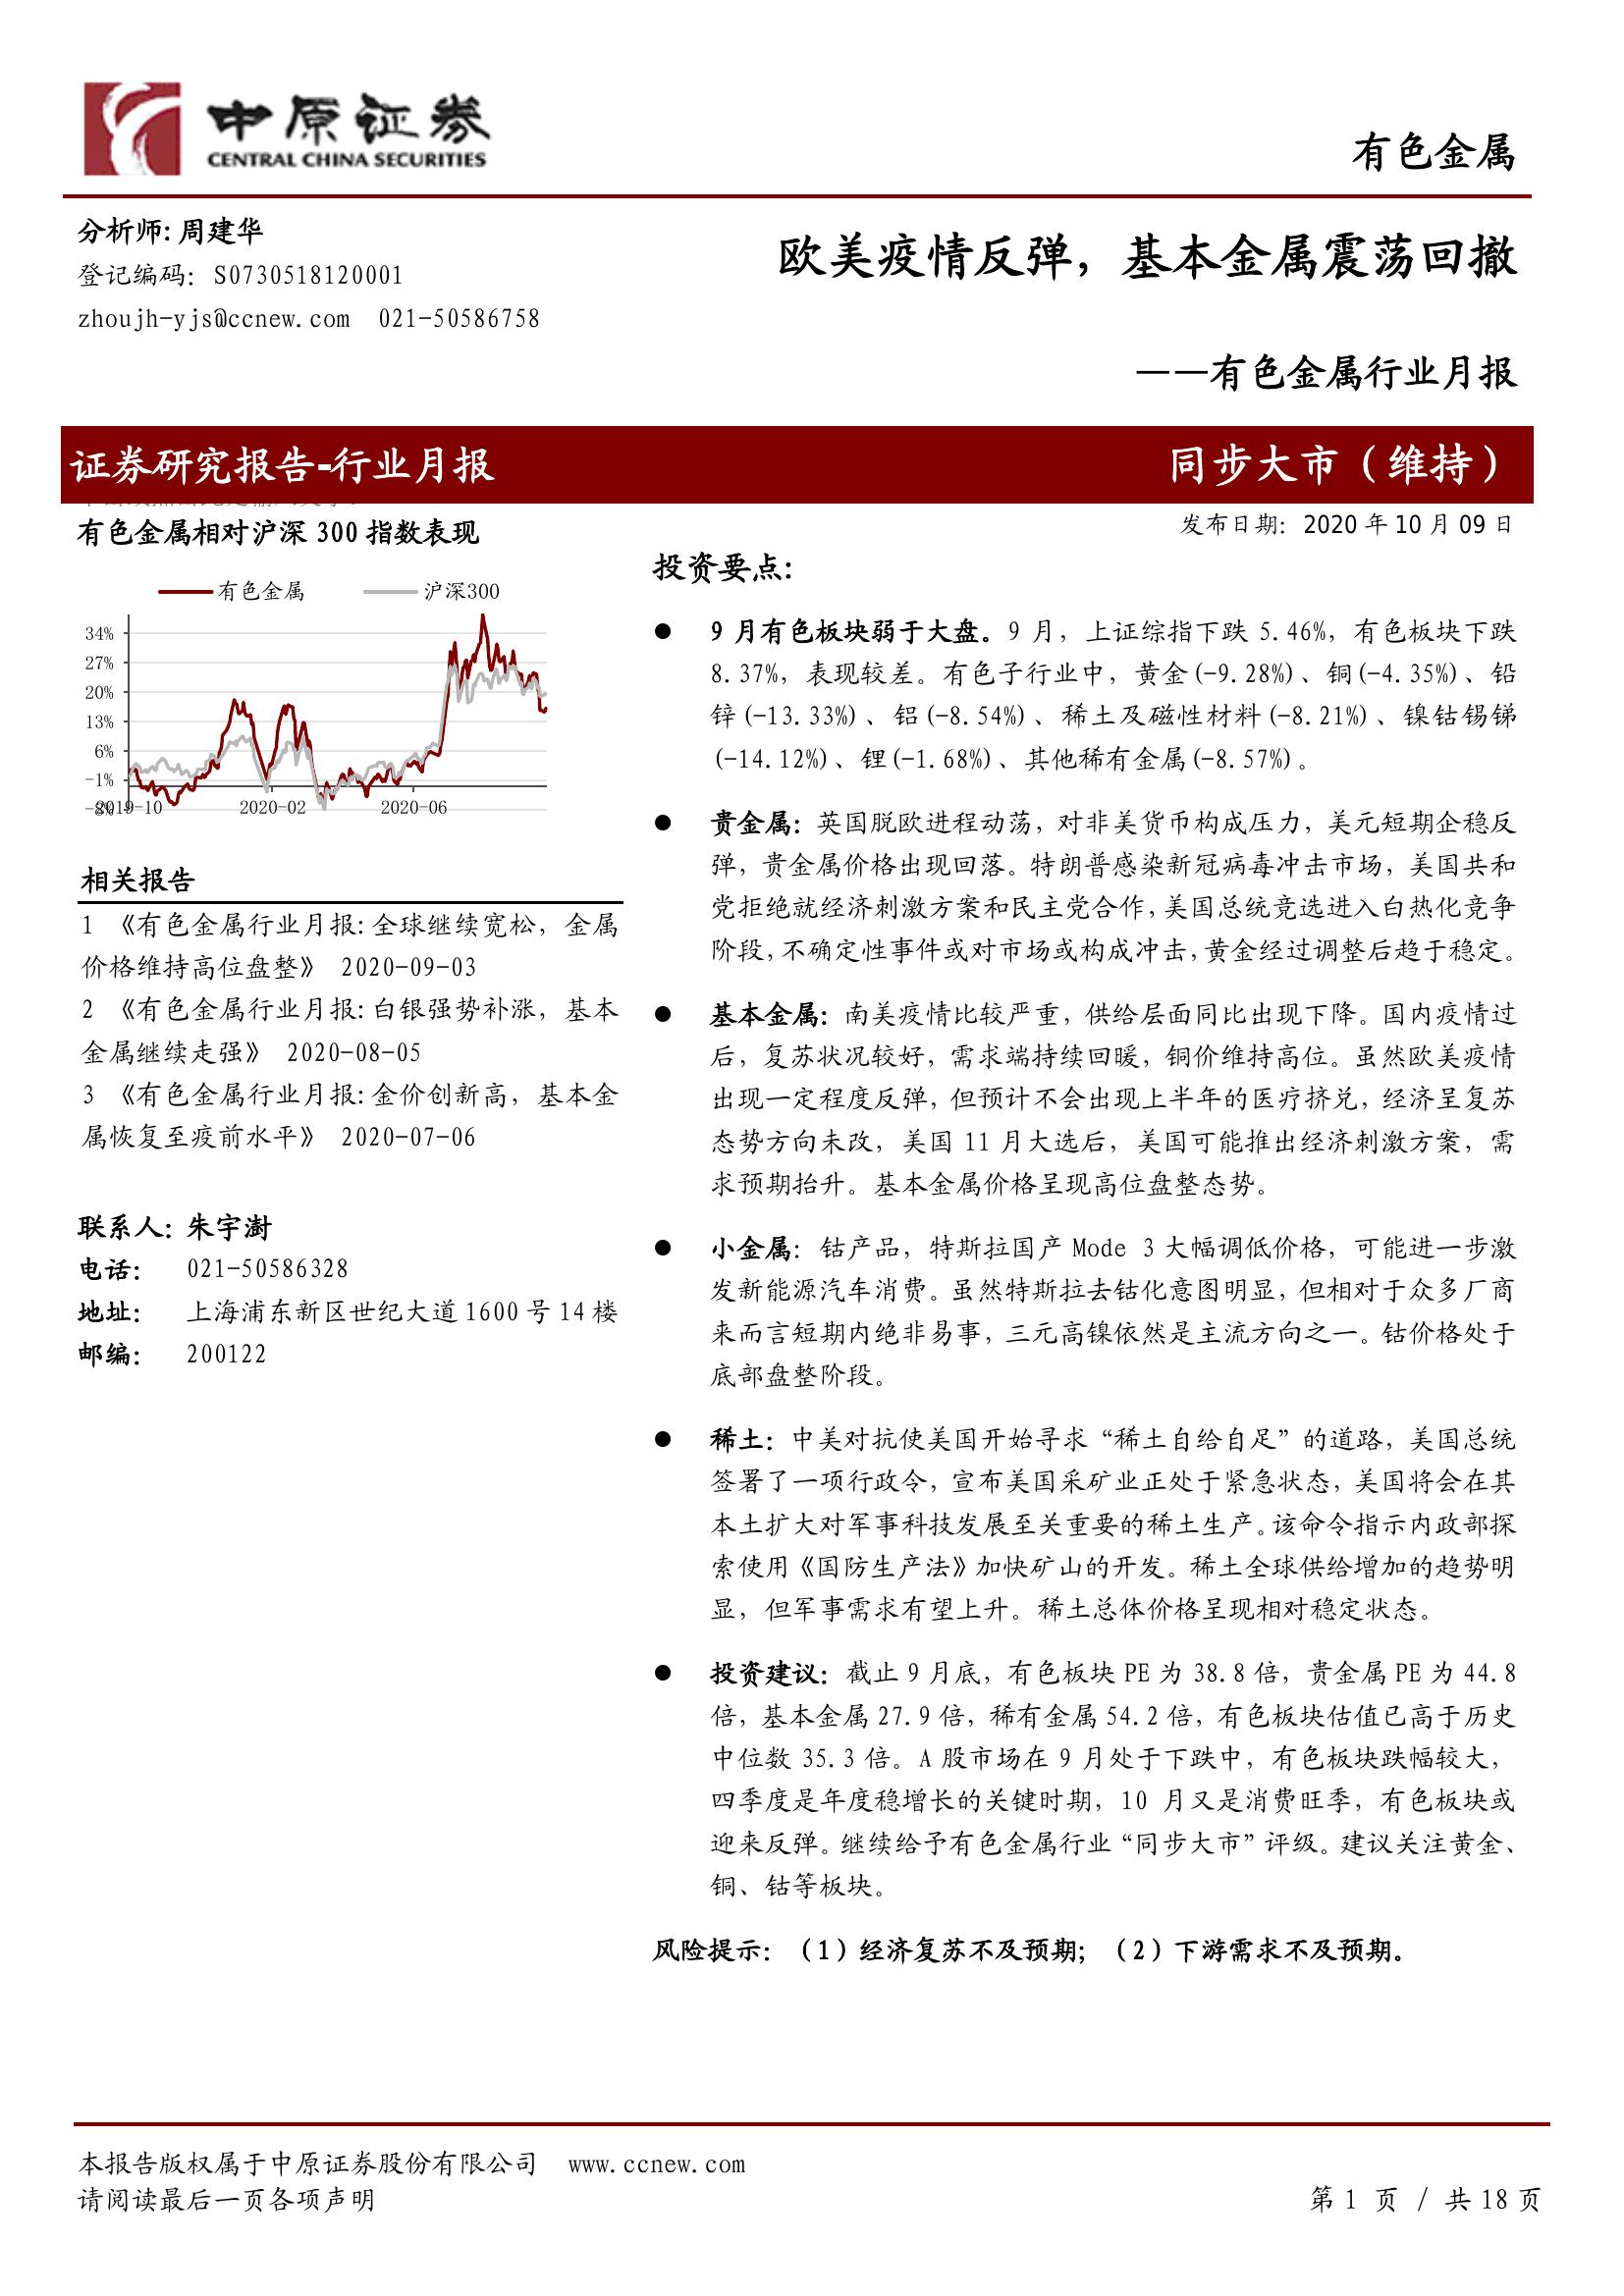 中原证券
CENTRAL CHINA SECURITIES
有色金属
分析师:周建华
登记编码：S0730518120001
zhoujh-yjs@ccnew.com 021-50586758
欧美疫情反弹，基本金属震荡回撤
——有色金属行业月报
证券研究报告-行业月报
同步大市（维持）
有色金属相对沪深 300 指数表现
有色金属 沪深300
34%
27%
20%
13%
6%
-1%
-8%
2019-10 2020-02 2020-06
相关报告
1 《有色金属行业月报:全球继续宽松，金属
价格维持高位盘整》 2020-09-03
2 《有色金属行业月报:白银强势补涨，基本
金属继续走强》 2020-08-05
3 《有色金属行业月报:金价创新高，基本金
属恢复至疫前水平》 2020-07-06
联系人: 朱宇澍
电话: 021-50586328
地址: 上海浦东新区世纪大道 1600 号 14 楼
邮编: 200122
发布日期：2020 年 10 月 09 日
投资要点:
● 9 月有色板块弱于大盘。9 月，上证综指下跌 5.46%，有色板块下跌
8.37%，表现较差。有色子行业中，黄金(-9.28%)、铜(-4.35%)、铅
锌(-13.33%)、铝(-8.54%)、稀土及磁性材料(-8.21%)、镍钴锡锑
(-14.12%)、锂(-1.68%)、其他稀有金属(-8.57%)。
● 贵金属：英国脱欧进程动荡，对非美货币构成压力，美元短期企稳反
弹，贵金属价格出现回落。特朗普感染新冠病毒冲击市场，美国共和
党拒绝就经济刺激方案和民主党合作，美国总统竞选进入白热化竞争
阶段，不确定性事件或对市场或构成冲击，黄金经过调整后趋于稳定。
● 基本金属：南美疫情比较严重，供给层面同比出现下降。国内疫情过
后，复苏状况较好，需求端持续回暖，铜价维持高位。虽然欧美疫情
出现一定程度反弹，但预计不会出现上半年的医疗挤兑，经济呈复苏
态势方向未改，美国 11 月大选后，美国可能推出经济刺激方案，需
求预期抬升。基本金属价格呈现高位盘整态势。
● 小金属：钴产品，特斯拉国产 Mode 3 大幅调低价格，可能进一步激
发新能源汽车消费。虽然特斯拉去钴化意图明显，但相对于众多厂商
来而言短期内绝非易事，三元高镍依然是主流方向之一。钴价格处于
底部盘整阶段。
● 稀土：中美对抗使美国开始寻求“稀土自给自足”的道路，美国总统
签署了一项行政令，宣布美国采矿业正处于紧急状态，美国将会在其
本土扩大对军事科技发展至关重要的稀土生产。该命令指示内政部探
索使用《国防生产法》加快矿山的开发。稀土全球供给增加的趋势明
显，但军事需求有望上升。稀土总体价格呈现相对稳定状态。
● 投资建议：截止 9 月底，有色板块 PE 为 38.8 倍，贵金属 PE 为 44.8
倍，基本金属 27.9 倍，稀有金属 54.2 倍，有色板块估值已高于历史
中位数 35.3 倍。A 股市场在 9 月处于下跌中，有色板块跌幅较大，
四季度是年度稳增长的关键时期，10 月又是消费旺季，有色板块或
迎来反弹。继续给予有色金属行业“同步大市”评级。建议关注黄金、
铜、钴等板块。
风险提示：（1）经济复苏不及预期；（2）下游需求不及预期。
本报告版权属于中原证券股份有限公司 www.ccnew.com
请阅读最后一页各项声明
第 1 页 / 共 18 页